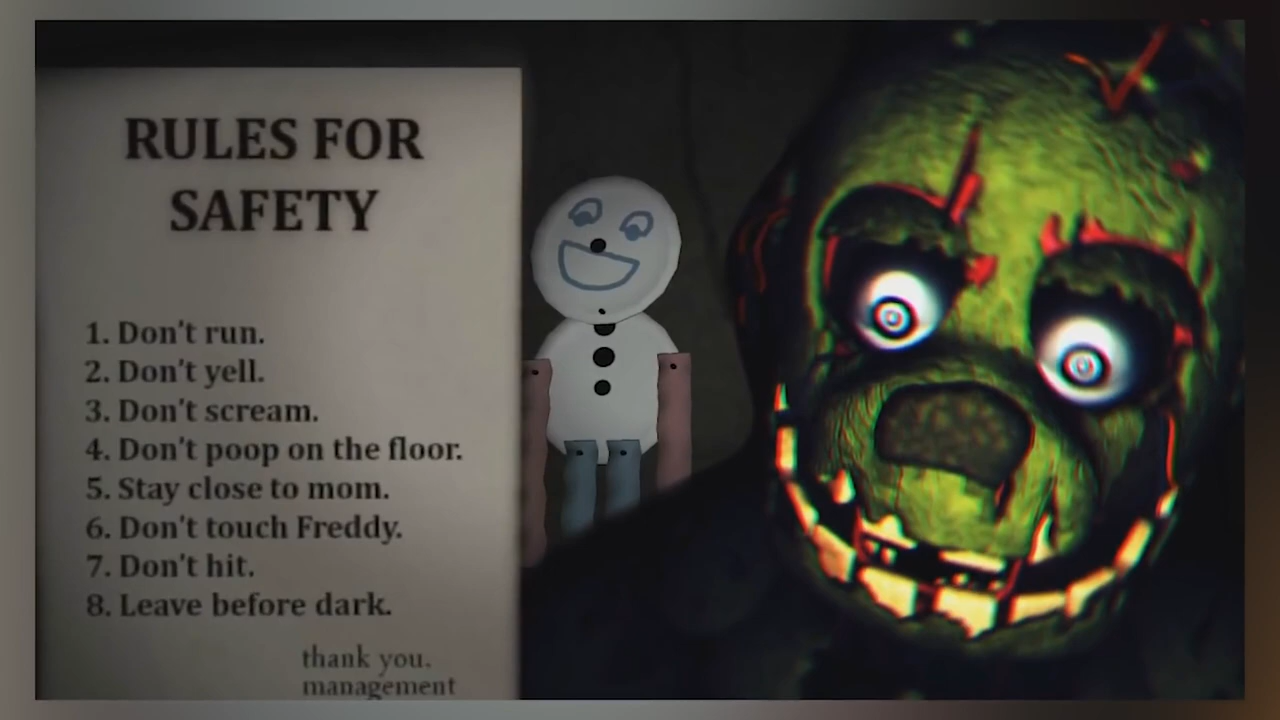 RULES FOR
SAFETY
1. Don't run.
2. Don't yell.
3. Don't scream.
4. Don't poop on the floor.
5. Stay close to mom.
6. Don't touch Freddy.
7. Don't hit.
8. Leave before dark.
thank you.
management